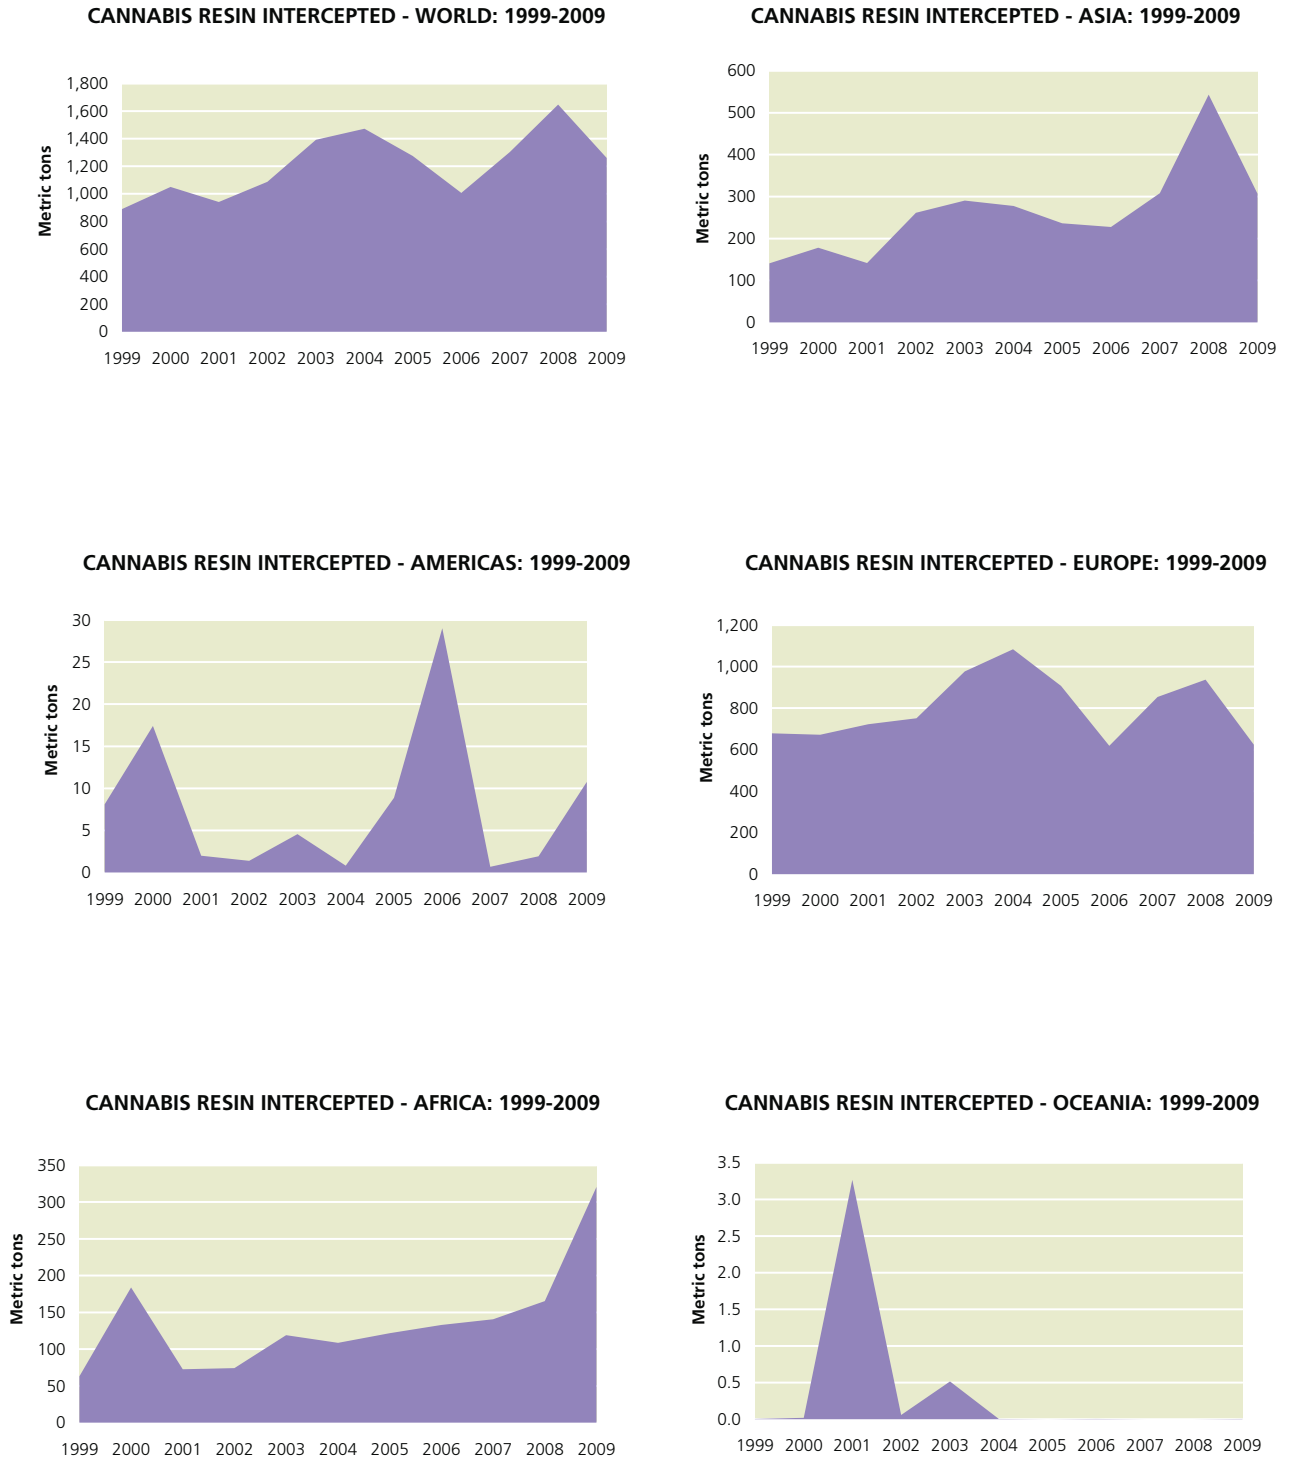 CANNABIS RESIN INTERCEPTED - WORLD: 1999-2009
Metric tons
1,800
1,600
1,400
1,200
1,000
800
600
400
200
0
1999 2000 2001 2002 2003 2004 2005 2006 2007 2008 2009
CANNABIS RESIN INTERCEPTED - ASIA: 1999-2009
Metric tons
600
500
400
300
200
100
0
1999 2000 2001 2002 2003 2004 2005 2006 2007 2008 2009
CANNABIS RESIN INTERCEPTED - AMERICAS: 1999-2009
Metric tons
30
25
20
15
10
5
0
1999 2000 2001 2002 2003 2004 2005 2006 2007 2008 2009
CANNABIS RESIN INTERCEPTED - EUROPE: 1999-2009
Metric tons
1,200
1,000
800
600
400
200
0
1999 2000 2001 2002 2003 2004 2005 2006 2007 2008 2009
CANNABIS RESIN INTERCEPTED - AFRICA: 1999-2009
Metric tons
350
300
250
200
150
100
50
0
1999 2000 2001 2002 2003 2004 2005 2006 2007 2008 2009
CANNABIS RESIN INTERCEPTED - OCEANIA: 1999-2009
Metric tons
3.5
3.0
2.5
2.0
1.5
1.0
0.5
0.0
1999 2000 2001 2002 2003 2004 2005 2006 2007 2008 2009